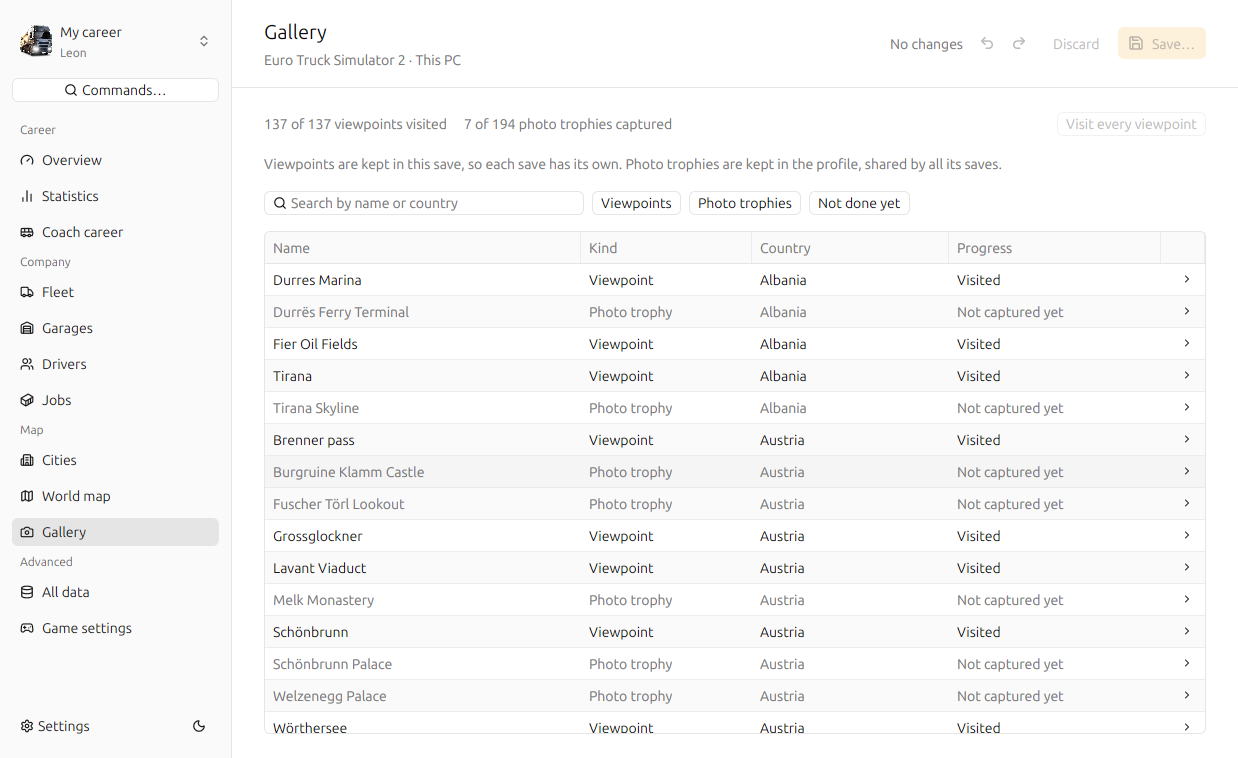 My career
Leon
Commands…
Career
Overview
Statistics
Coach career
Company
Fleet
Garages
Drivers
Jobs
Map
Cities
World map
Gallery
Advanced
All data
Game settings
Settings
Gallery
Euro Truck Simulator 2 · This PC
No changes
Discard
Save…
137 of 137 viewpoints visited 7 of 194 photo trophies captured
Visit every viewpoint
Viewpoints are kept in this save, so each save has its own. Photo trophies are kept in the profile, shared by all its saves.
Search by name or country
Viewpoints
Photo trophies
Not done yet
Name Kind Country Progress
Durres Marina Viewpoint Albania Visited
Durrës Ferry Terminal Photo trophy Albania Not captured yet
Fier Oil Fields Viewpoint Albania Visited
Tirana Viewpoint Albania Visited
Tirana Skyline Photo trophy Albania Not captured yet
Brenner pass Viewpoint Austria Visited
Burgruine Klamm Castle Photo trophy Austria Not captured yet
Fuscher Törl Lookout Photo trophy Austria Not captured yet
Grossglockner Viewpoint Austria Visited
Lavant Viaduct Viewpoint Austria Visited
Melk Monastery Photo trophy Austria Not captured yet
Schönbrunn Viewpoint Austria Visited
Schönbrunn Palace Photo trophy Austria Not captured yet
Welzenegg Palace Photo trophy Austria Not captured yet
Wörthersee Viewpoint Austria Visited